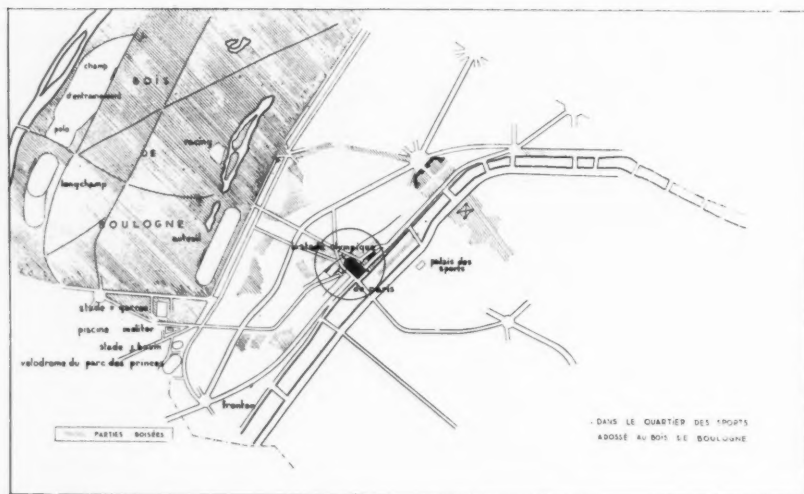 champ
BOIS
d'entrainement
polo
racing
DE
longchamp
BOULOGNE
auteuil
stade Olympique
palais des
sports
de paris
stade r. garros
piscine molitor
stade j. bouin
velodrome du parc des princes
fronton
PARTIES BOISÉES
DANS LE QUARTIER DES SPORTS
ADOSSÉ AU BOIS DE BOULOGNE